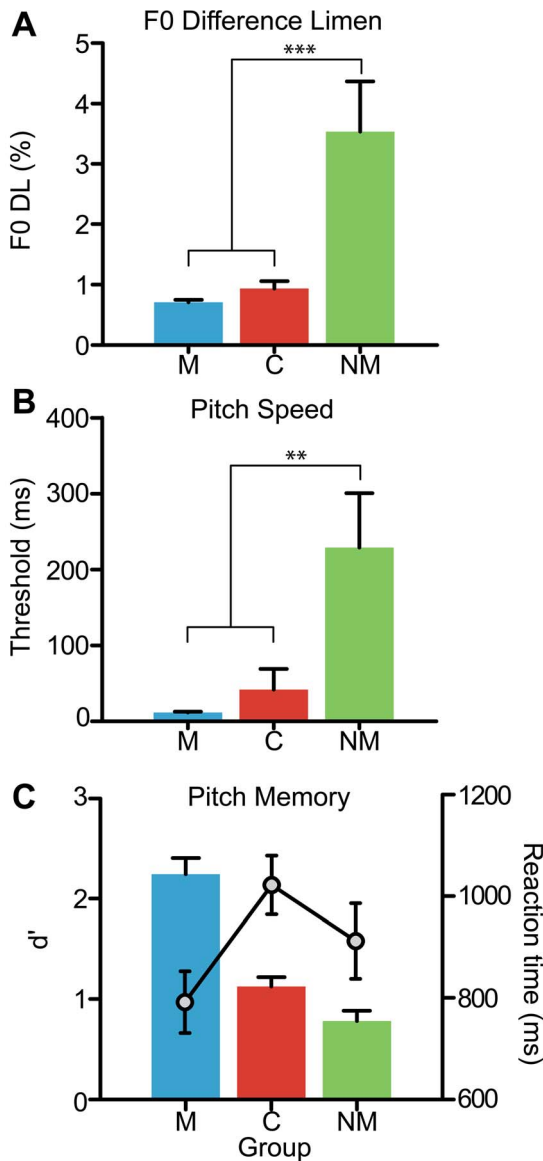 A
F0 Difference Limen
***
5
4
3
2
1
0
F0 DL (%)
M C NM
B
Pitch Speed
**
400
300
200
100
0
Threshold (ms)
M C NM
C
Pitch Memory
3
2
1
0
d'
1200
1000
800
600
Reaction time (ms)
M C NM
Group